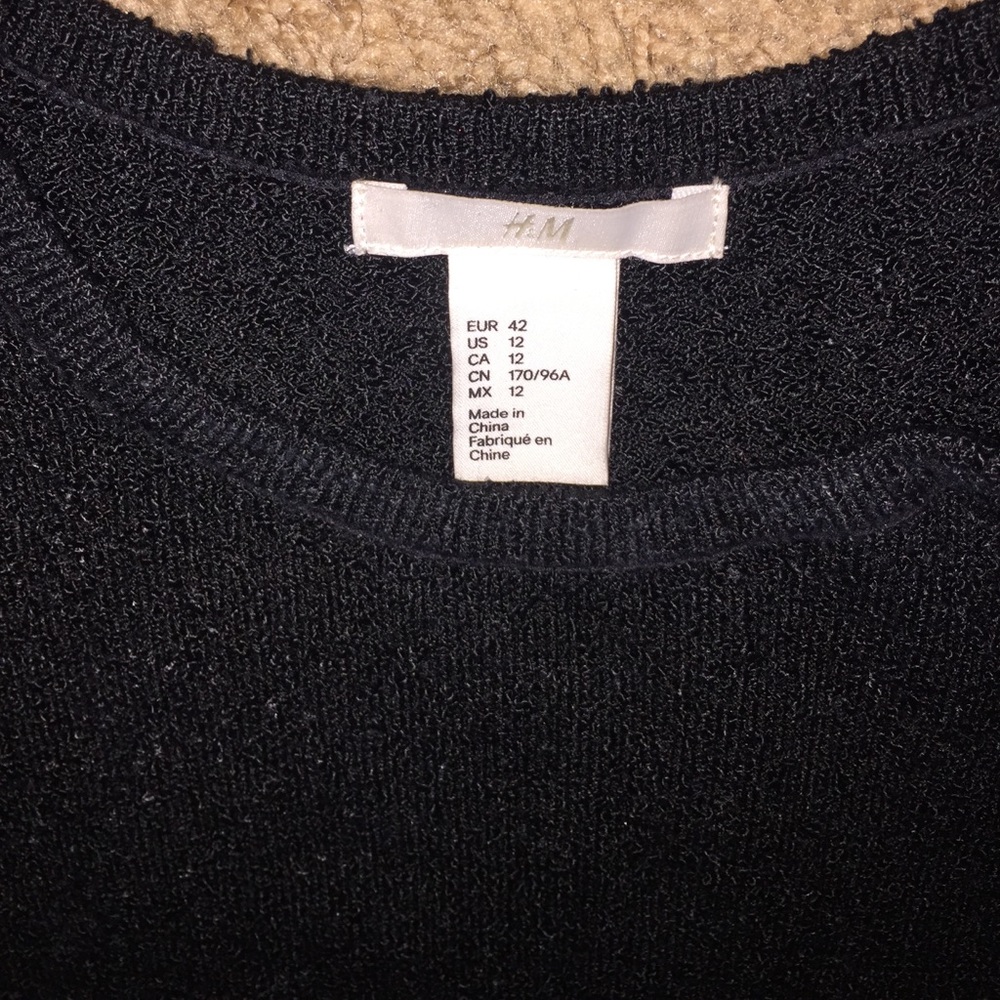 H&M
EUR 42
US 12
CA 12
CN 170/96A
MX 12
Made in
China
Fabriqué en
Chine